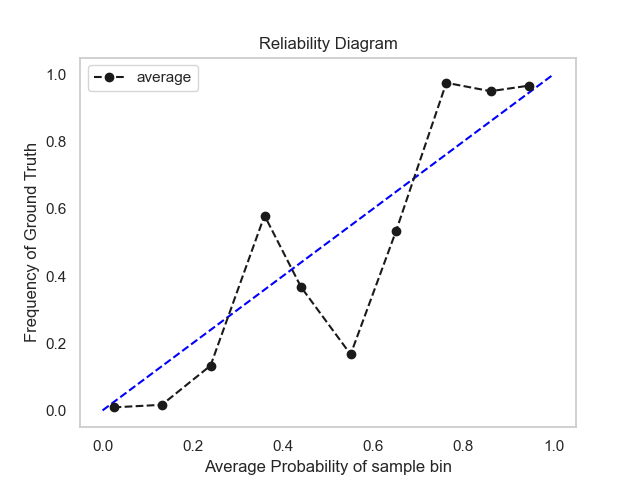 Reliability Diagram
average
Frequency of Ground Truth
1.0
0.8
0.6
0.4
0.2
0.0
0.0 0.2 0.4 0.6 0.8 1.0
Average Probability of sample bin